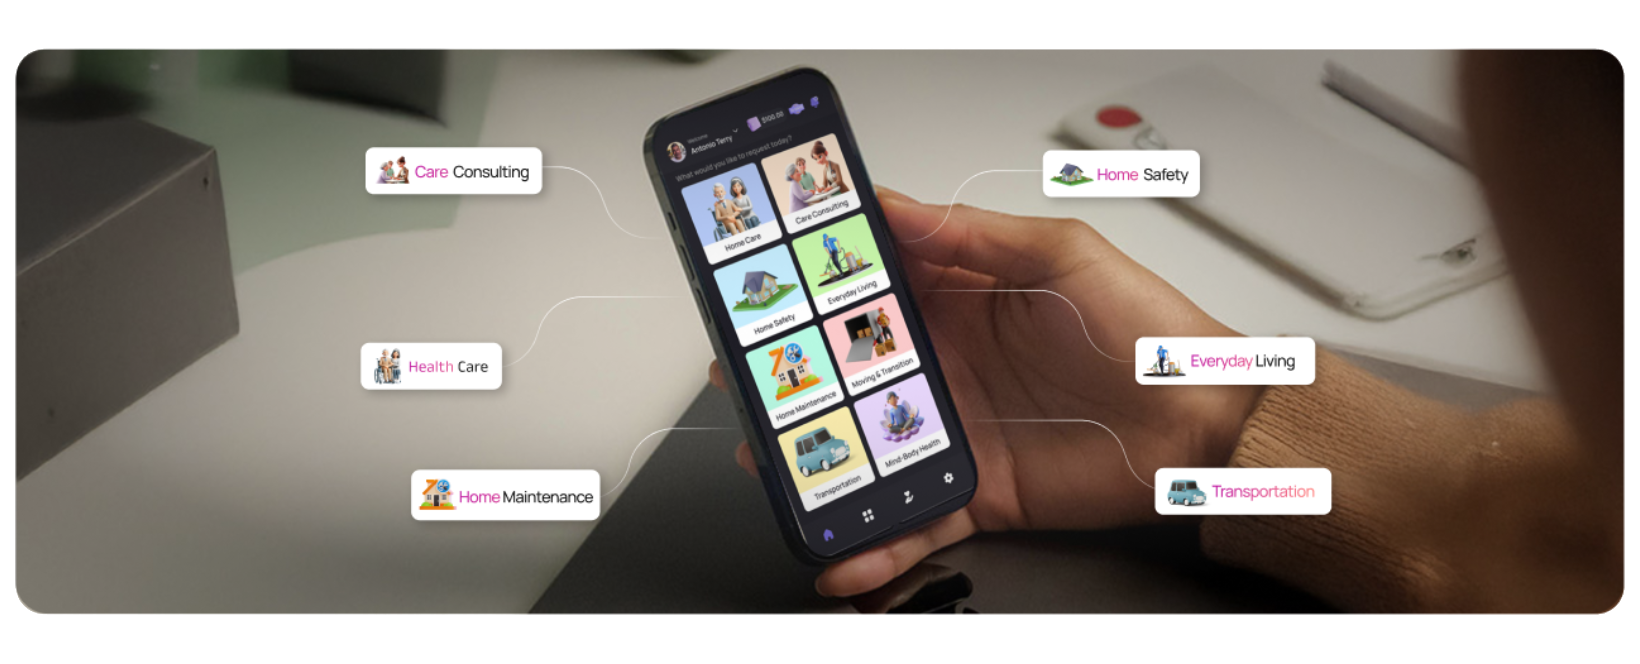 Welcome
Antonio Terry
$100.00
What would you like to request today?
Home Care
Care Consulting
Home Safety
Everyday Living
Home Maintenance
Moving & Transition
Transportation
Mind-Body Health
Care Consulting
Health Care
Home Maintenance
Home Safety
Everyday Living
Transportation